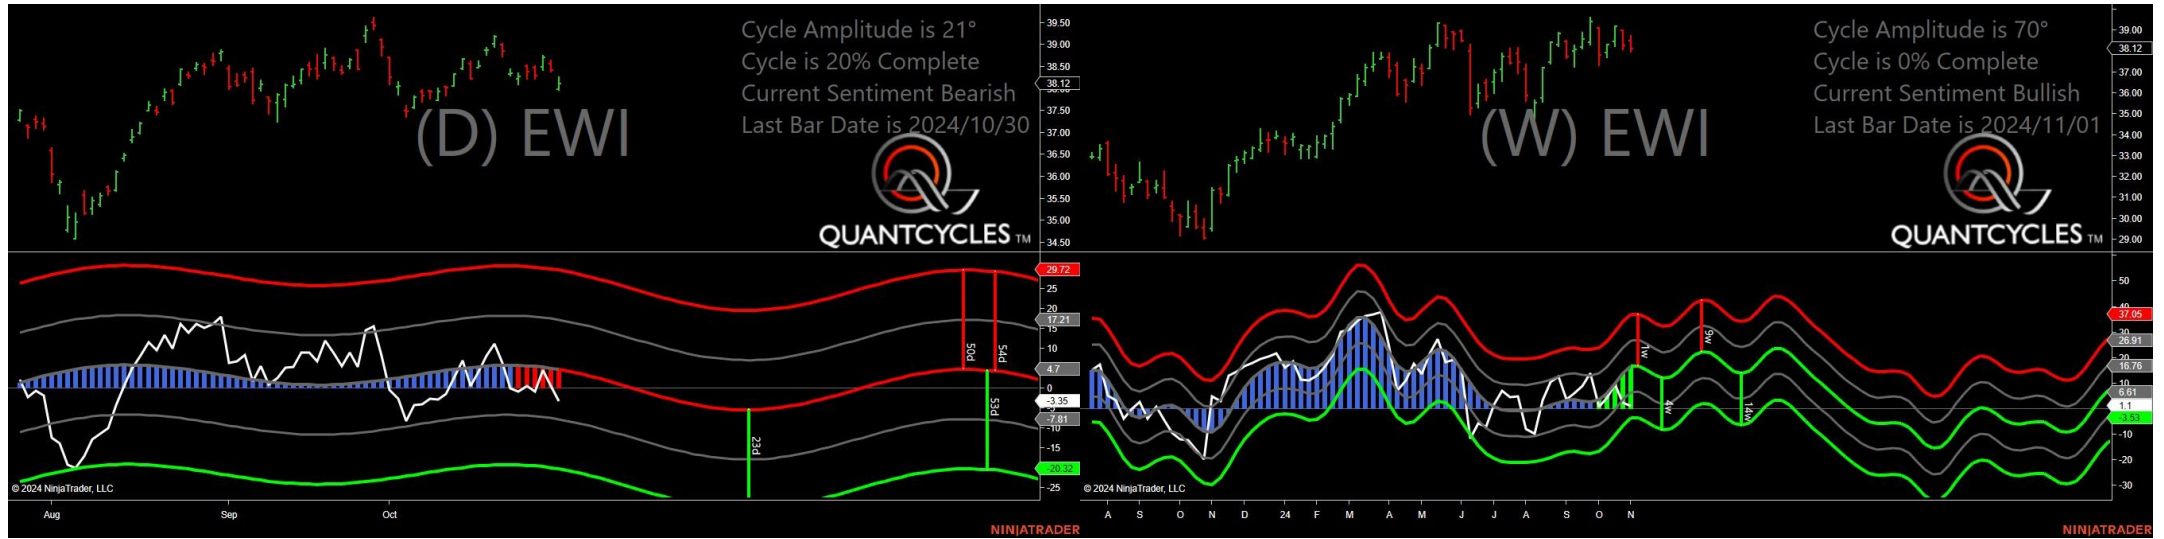 Cycle Amplitude is 21°
Cycle is 20% Complete
Current Sentiment Bearish
Last Bar Date is 2024/10/30
(D) EWI
QUANTCYCLES TM
39.50
39.00
38.50
38.12
37.50
37.00
36.50
36.00
35.50
35.00
34.50
29.72
25
20
17.21
15
10
4.7
0
-3.35
-7.81
-10
-15
-20.32
-25
50d
54d
53d
23d
© 2024 NinjaTrader, LLC
Aug
Sep
Oct
NINJATRADER
Cycle Amplitude is 70°
Cycle is 0% Complete
Current Sentiment Bullish
Last Bar Date is 2024/11/01
(W) EWI
QUANTCYCLES TM
39.00
38.12
37.00
36.00
35.00
34.00
33.00
32.00
31.00
30.00
29.00
50
40
37.05
30
26.91
20
16.76
10
6.61
1.1
-3.53
-10
-20
-30
1w
9w
4w
14w
© 2024 NinjaTrader, LLC
A S O N D 24 F M A M J J A S O N
NINJATRADER